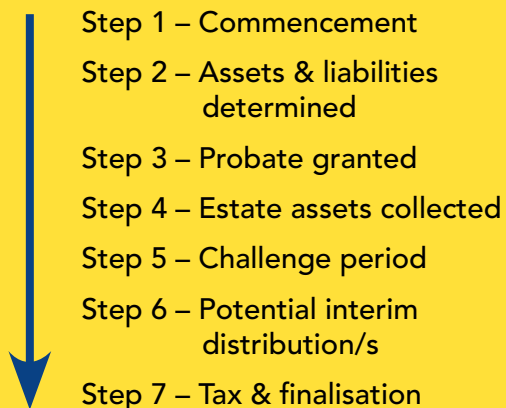 Step 1 – Commencement
Step 2 – Assets & liabilities
determined
Step 3 – Probate granted
Step 4 – Estate assets collected
Step 5 – Challenge period
Step 6 – Potential interim
distribution/s
Step 7 – Tax & finalisation